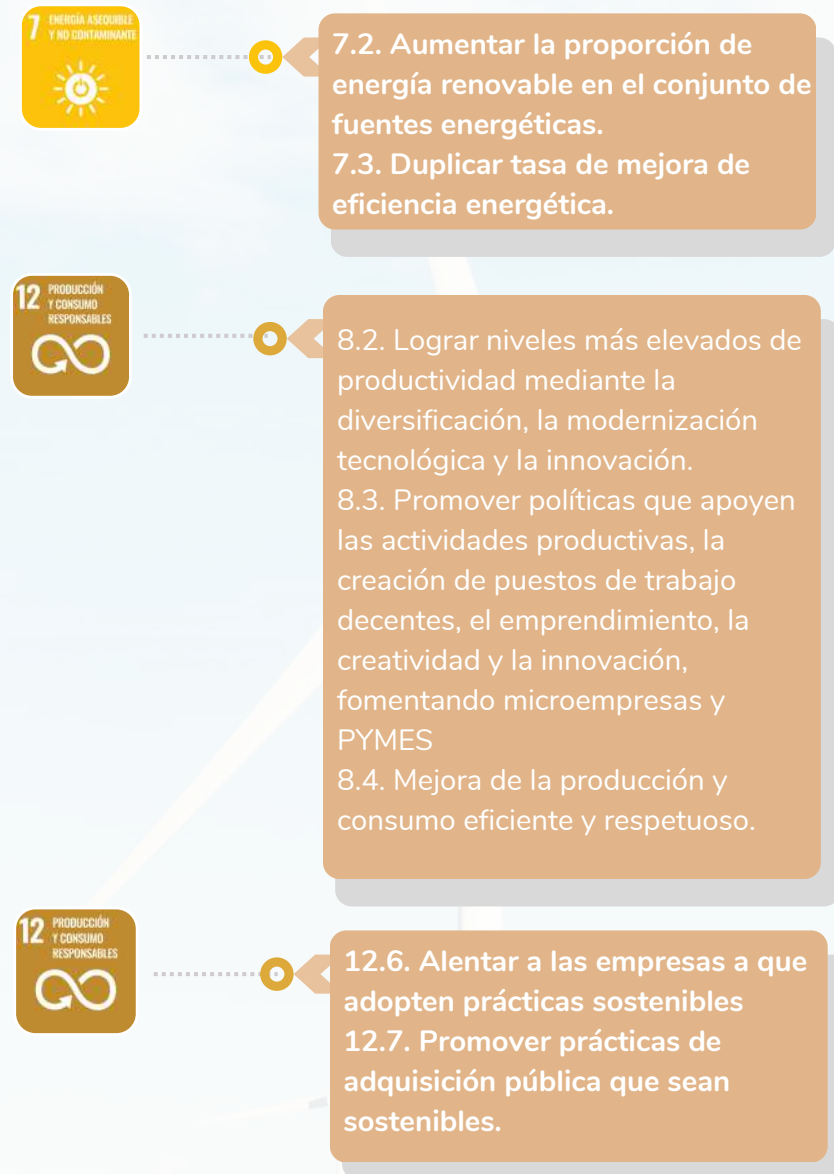 7 ENERGÍA ASEQUIBLE
Y NO CONTAMINANTE
7.2. Aumentar la proporción de
energía renovable en el conjunto de
fuentes energéticas.
7.3. Duplicar tasa de mejora de
eficiencia energética.
12 PRODUCCIÓN
Y CONSUMO
RESPONSABLES
8.2. Lograr niveles más elevados de
productividad mediante la
diversificación, la modernización
tecnológica y la innovación.
8.3. Promover políticas que apoyen
las actividades productivas, la
creación de puestos de trabajo
decentes, el emprendimiento, la
creatividad y la innovación,
fomentando microempresas y
PYMES
8.4. Mejora de la producción y
consumo eficiente y respetuoso.
12 PRODUCCIÓN
Y CONSUMO
RESPONSABLES
12.6. Alentar a las empresas a que
adopten prácticas sostenibles
12.7. Promover prácticas de
adquisición pública que sean
sostenibles.